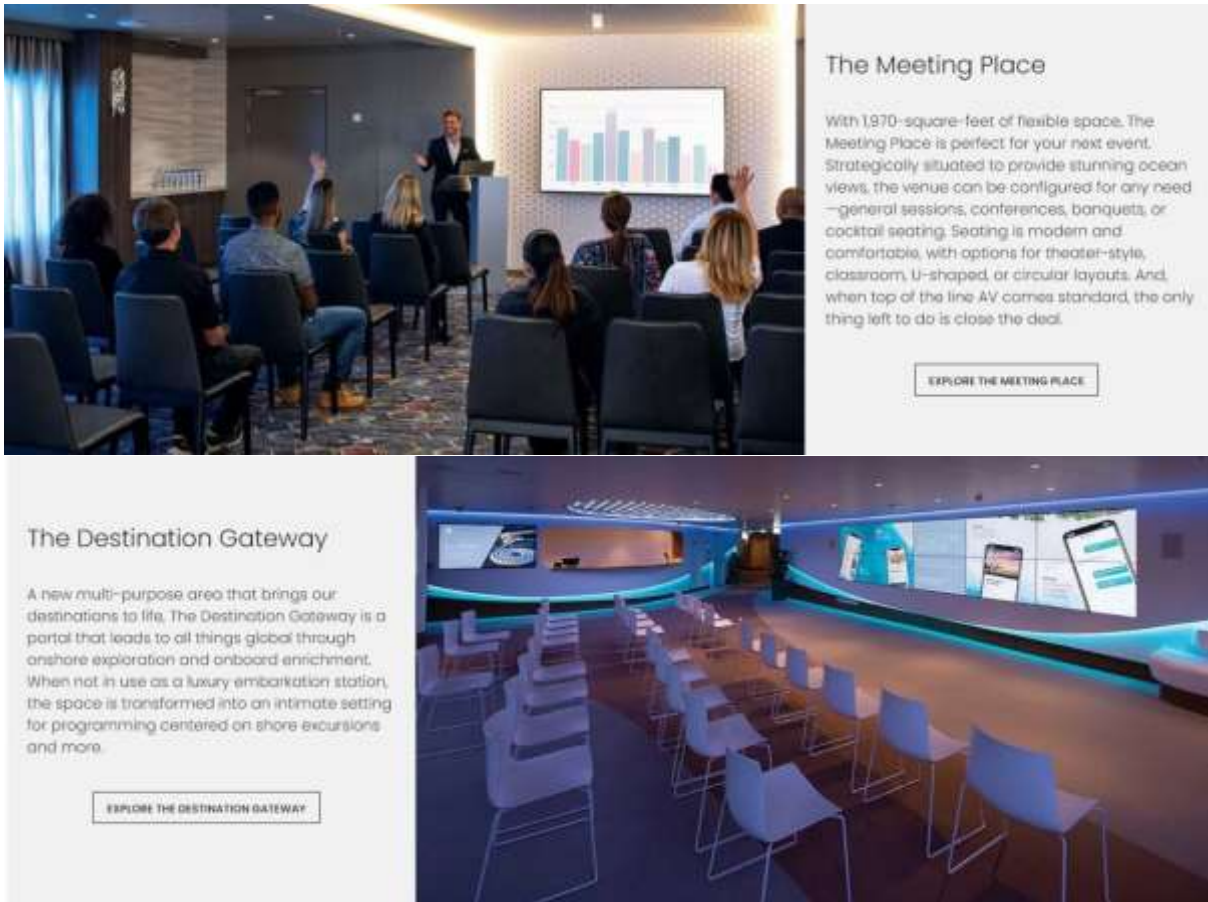 The Meeting Place
With 1,970-square-feet of flexible space, The
Meeting Place is perfect for your next event.
Strategically situated to provide stunning ocean
views, the venue can be configured for any need
—general sessions, conferences, banquets, or
cocktail seating. Seating is modern and
comfortable, with options for theater-style,
classroom, U-shaped, or circular layouts. And,
when top of the line AV comes standard, the only
thing left to do is close the deal.
EXPLORE THE MEETING PLACE
The Destination Gateway
A new multi-purpose area that brings our
destinations to life, The Destination Gateway is a
portal that leads to all things global through
onshore exploration and onboard enrichment.
When not in use as a luxury embarkation station,
the space is transformed into an intimate setting
for programming centered on shore excursions
and more.
EXPLORE THE DESTINATION GATEWAY